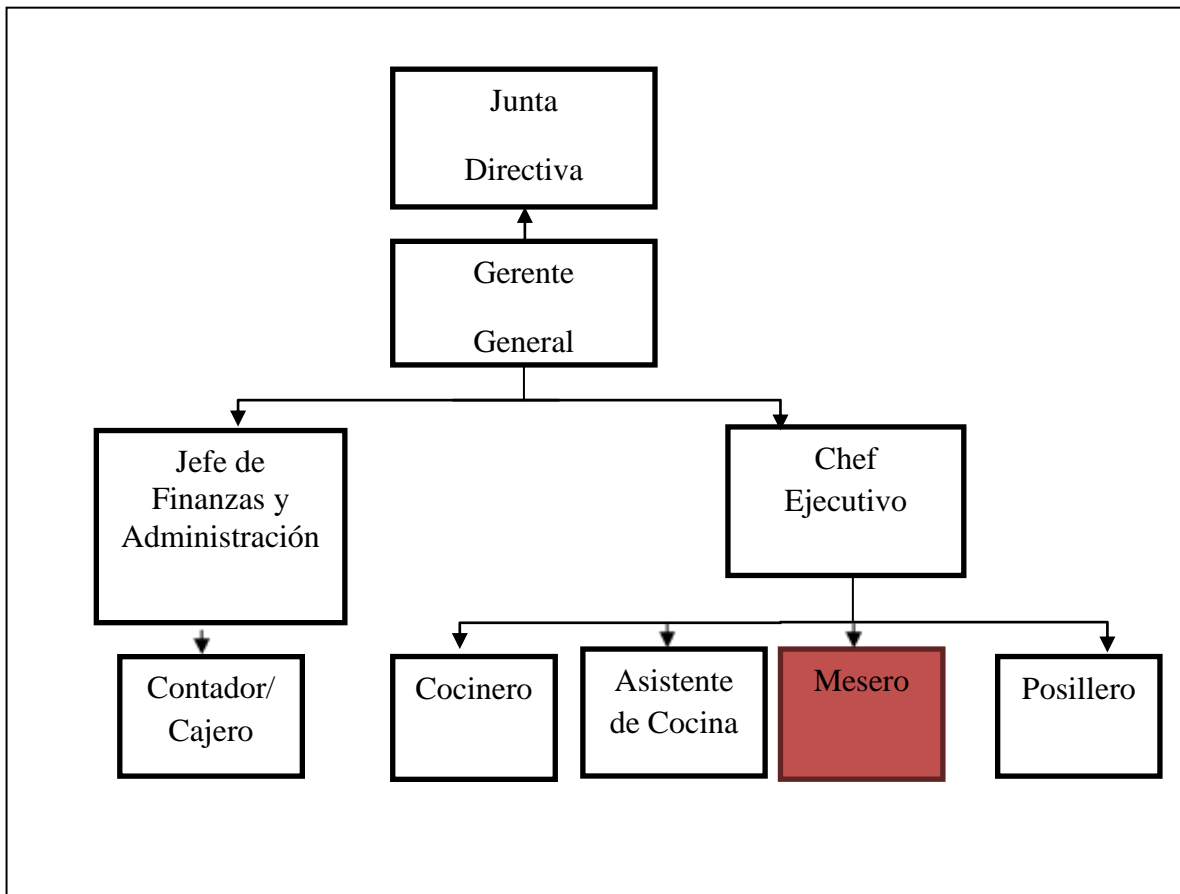 Junta
Directiva
Gerente
General
Jefe de
Finanzas y
Administración
Chef
Ejecutivo
Contador/
Cajero
Cocinero
Asistente
de Cocina
Mesero
Posillero